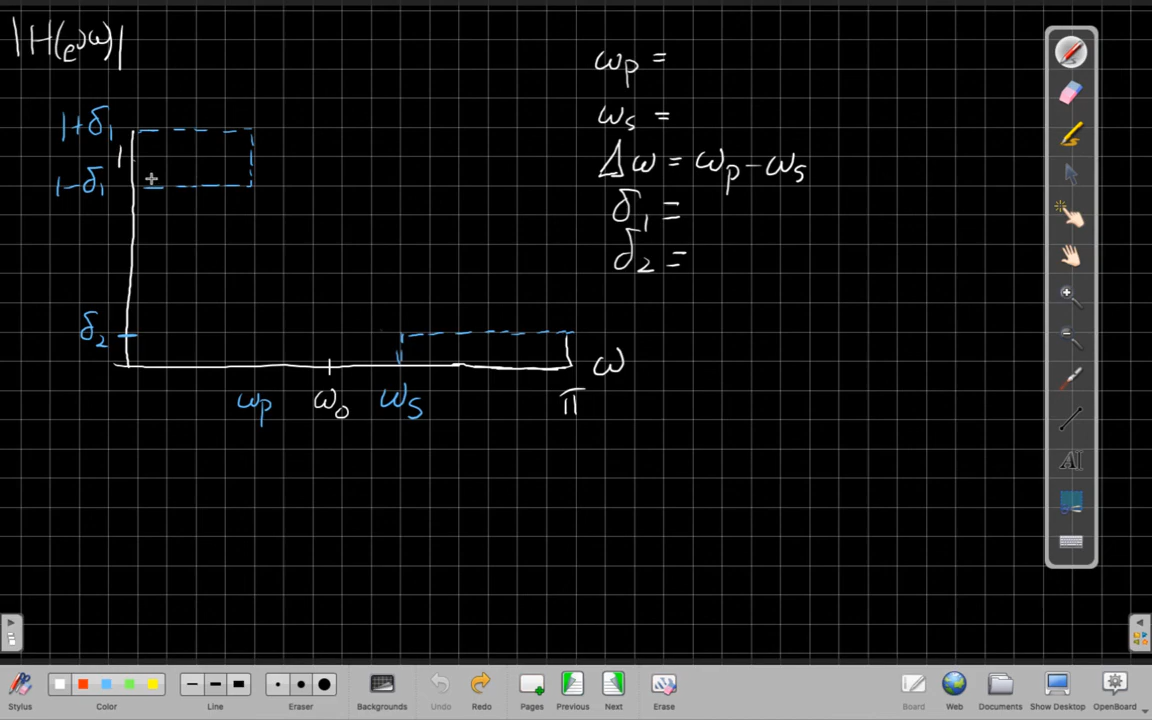 |H(e^jω)|
ωp =
1+δ1
ωs =
1
Δω = ωp-ωs
1-δ1
δ1 =
δ2 =
δ2
ω
ωp ω0 ωs π
AI
Stylus Color Line Eraser Backgrounds Undo Redo Pages Previous Next Erase Board Web Documents Show Desktop OpenBoard